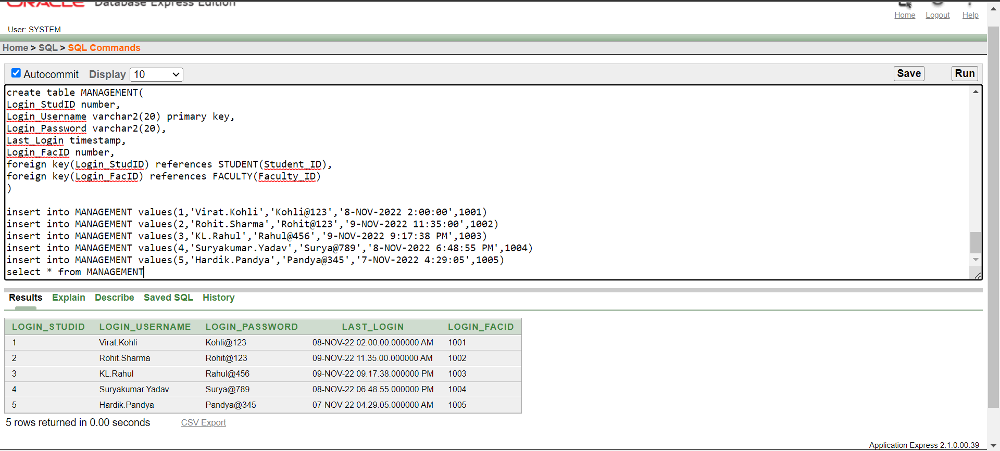 ORACLE Database Express Edition
Home Logout Help
User: SYSTEM
Home > SQL > SQL Commands
Autocommit Display 10 Save Run
create table MANAGEMENT(
Login_StudID number,
Login_Username varchar2(20) primary key,
Login_Password varchar2(20),
Last_Login timestamp,
Login_FacID number,
foreign key(Login_StudID) references STUDENT(Student_ID),
foreign key(Login_FacID) references FACULTY(Faculty_ID)
)
insert into MANAGEMENT values(1,'Virat.Kohli','Kohli@123','8-NOV-2022 2:00:00',1001)
insert into MANAGEMENT values(2,'Rohit.Sharma','Rohit@123','9-NOV-2022 11:35:00',1002)
insert into MANAGEMENT values(3,'KL.Rahul','Rahul@456','9-NOV-2022 9:17:38 PM',1003)
insert into MANAGEMENT values(4,'Suryakumar.Yadav','Surya@789','8-NOV-2022 6:48:55 PM',1004)
insert into MANAGEMENT values(5,'Hardik.Pandya','Pandya@345','7-NOV-2022 4:29:05',1005)
select * from MANAGEMENT
Results Explain Describe Saved SQL History
LOGIN_STUDID LOGIN_USERNAME LOGIN_PASSWORD LAST_LOGIN LOGIN_FACID
1 Virat.Kohli Kohli@123 08-NOV-22 02.00.00.000000 AM 1001
2 Rohit.Sharma Rohit@123 09-NOV-22 11.35.00.000000 AM 1002
3 KL.Rahul Rahul@456 09-NOV-22 09.17.38.000000 PM 1003
4 Suryakumar.Yadav Surya@789 08-NOV-22 06.48.55.000000 PM 1004
5 Hardik.Pandya Pandya@345 07-NOV-22 04.29.05.000000 AM 1005
5 rows returned in 0.00 seconds CSV Export
Application Express 2.1.0.00.39